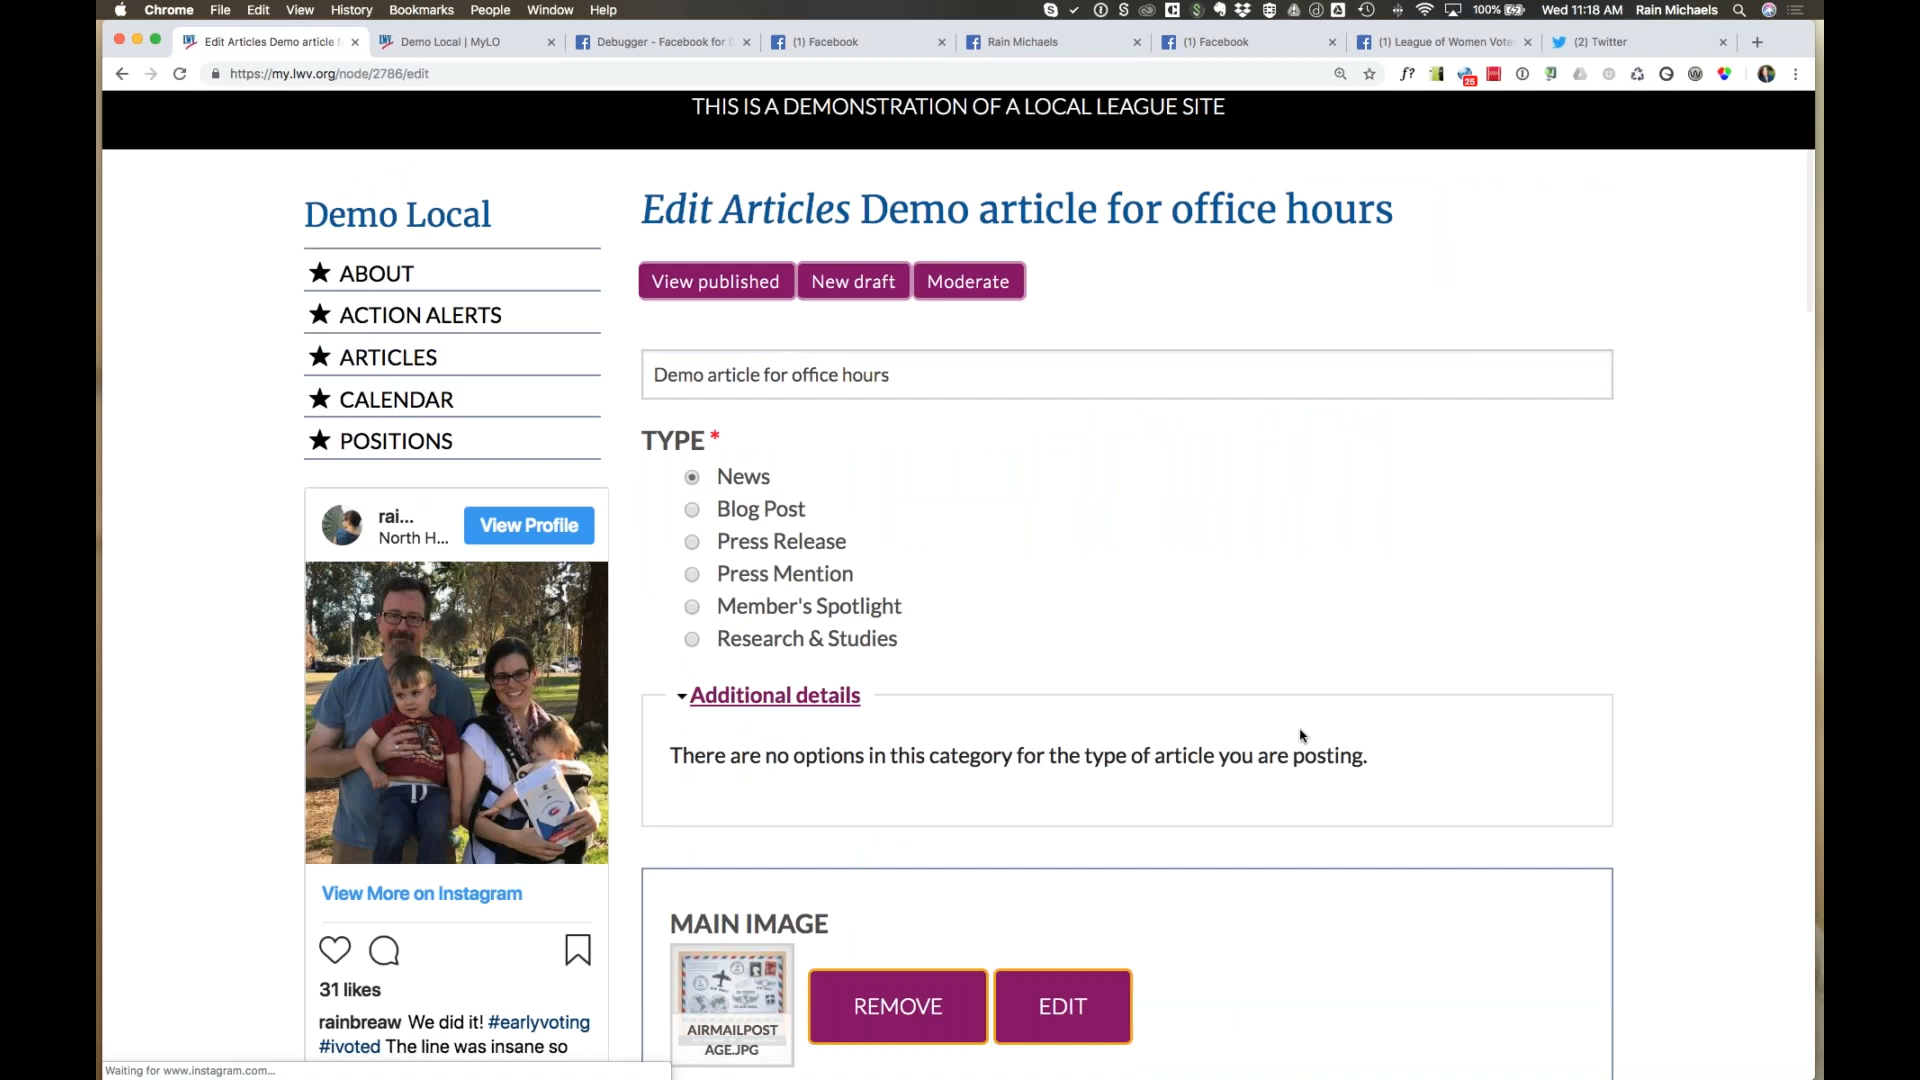 Chrome File Edit View History Bookmarks People Window Help 100% Wed 11:18 AM Rain Michaels
Edit Articles Demo article f Demo Local | MyLO Debugger - Facebook for D (1) Facebook Rain Michaels (1) Facebook (1) League of Women Vote (2) Twitter
https://my.lwv.org/node/2786/edit
25
THIS IS A DEMONSTRATION OF A LOCAL LEAGUE SITE
Demo Local
ABOUT
ACTION ALERTS
ARTICLES
CALENDAR
POSITIONS
rai...
North H...
View Profile
View More on Instagram
31 likes
rainbreaw We did it! #earlyvoting
#ivoted The line was insane so
Edit Articles Demo article for office hours
View published New draft Moderate
Demo article for office hours
TYPE *
News
Blog Post
Press Release
Press Mention
Member's Spotlight
Research & Studies
Additional details
There are no options in this category for the type of article you are posting.
MAIN IMAGE
AIRMAILPOST
AGE.JPG
REMOVE EDIT
Waiting for www.instagram.com...